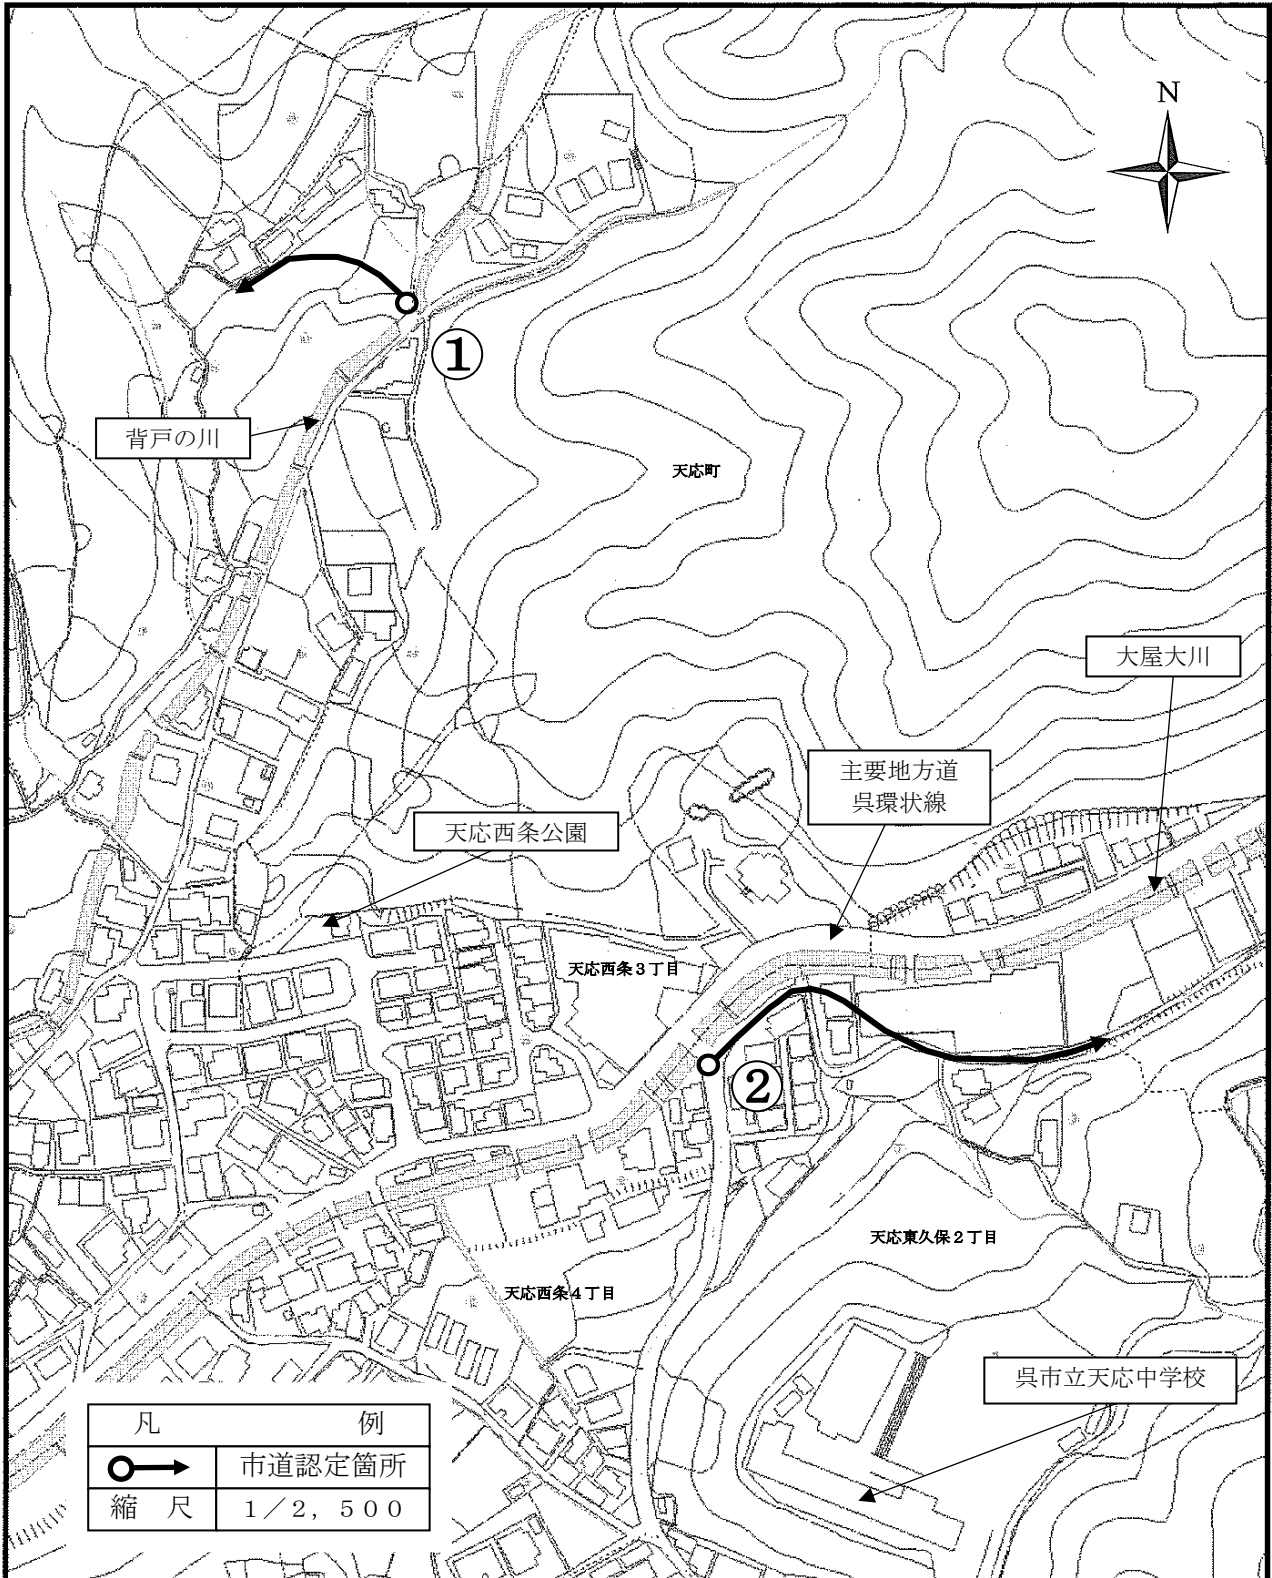 N
①
背戸の川
天応町
大屋大川
主要地方道
呉環状線
天応西条公園
天応西条3丁目
②
天応東久保2丁目
天応西条4丁目
呉市立天応中学校
凡 例
市道認定箇所
縮 尺 1／2，500